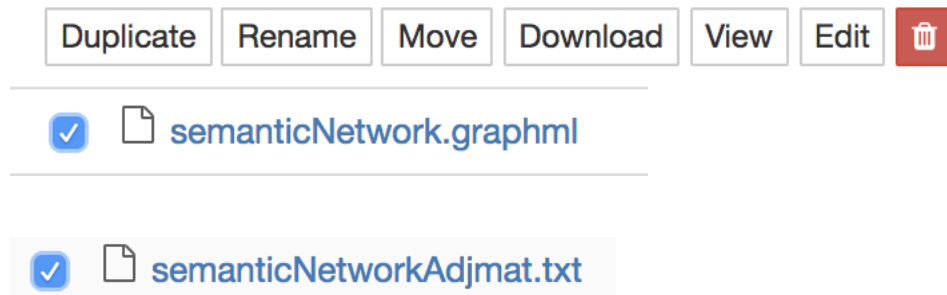 Duplicate Rename Move Download View Edit
semanticNetwork.graphml
semanticNetworkAdjmat.txt